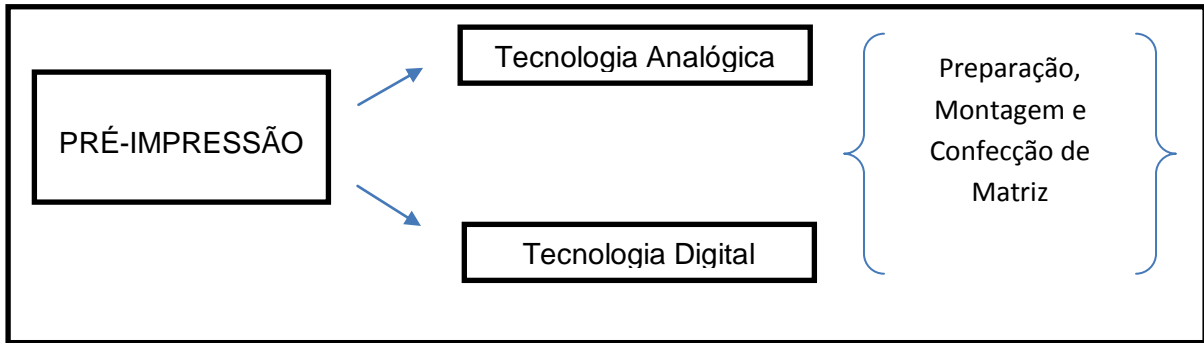 PRÉ-IMPRESSÃO
Tecnologia Analógica
Tecnologia Digital
Preparação,
Montagem e
Confecção de
Matriz